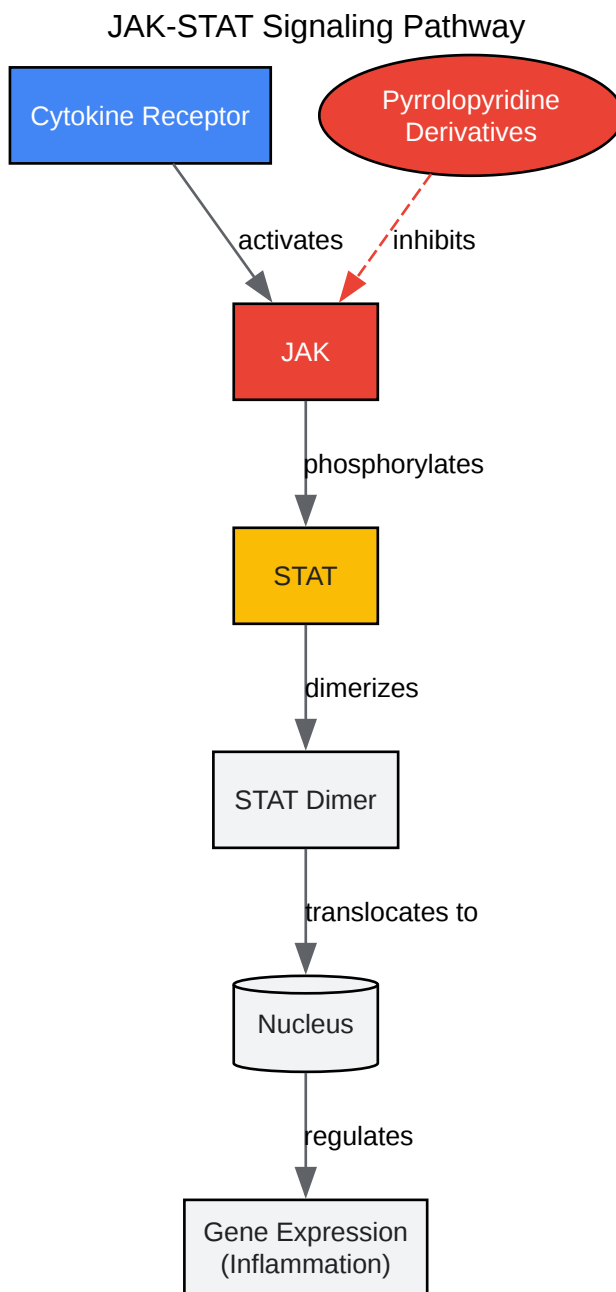 JAK-STAT Signaling Pathway
Cytokine Receptor
Pyrrolopyridine
Derivatives
activates
inhibits
JAK
phosphorylates
STAT
dimerizes
STAT Dimer
translocates to
Nucleus
regulates
Gene Expression
(Inflammation)